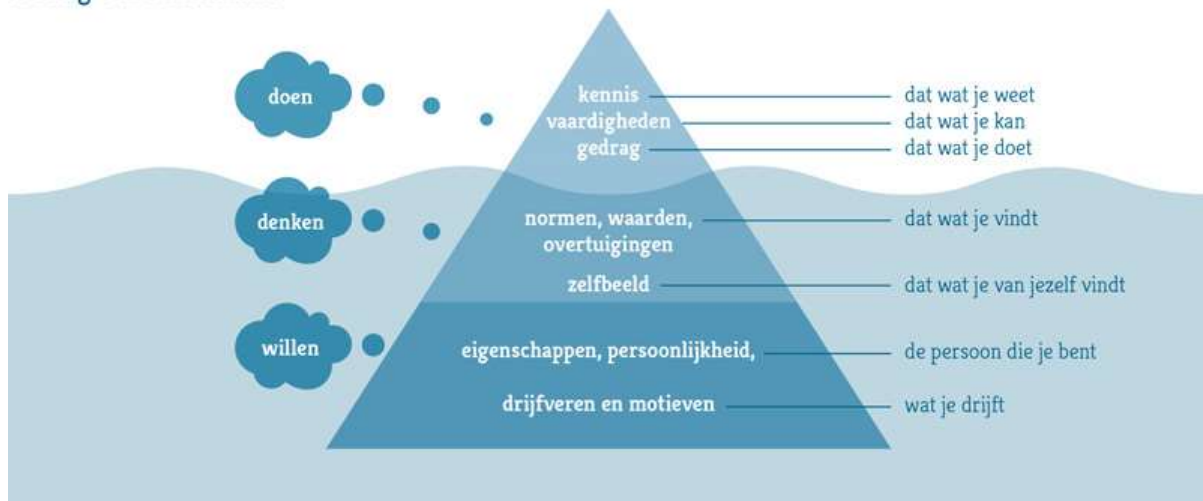 doen
kennis
dat wat je weet
vaardigheden
dat wat je kan
gedrag
dat wat je doet
denken
normen, waarden,
overtuigingen
dat wat je vindt
zelfbeeld
dat wat je van jezelf vindt
willen
eigenschappen, persoonlijkheid,
de persoon die je bent
drijfveren en motieven
wat je drijft